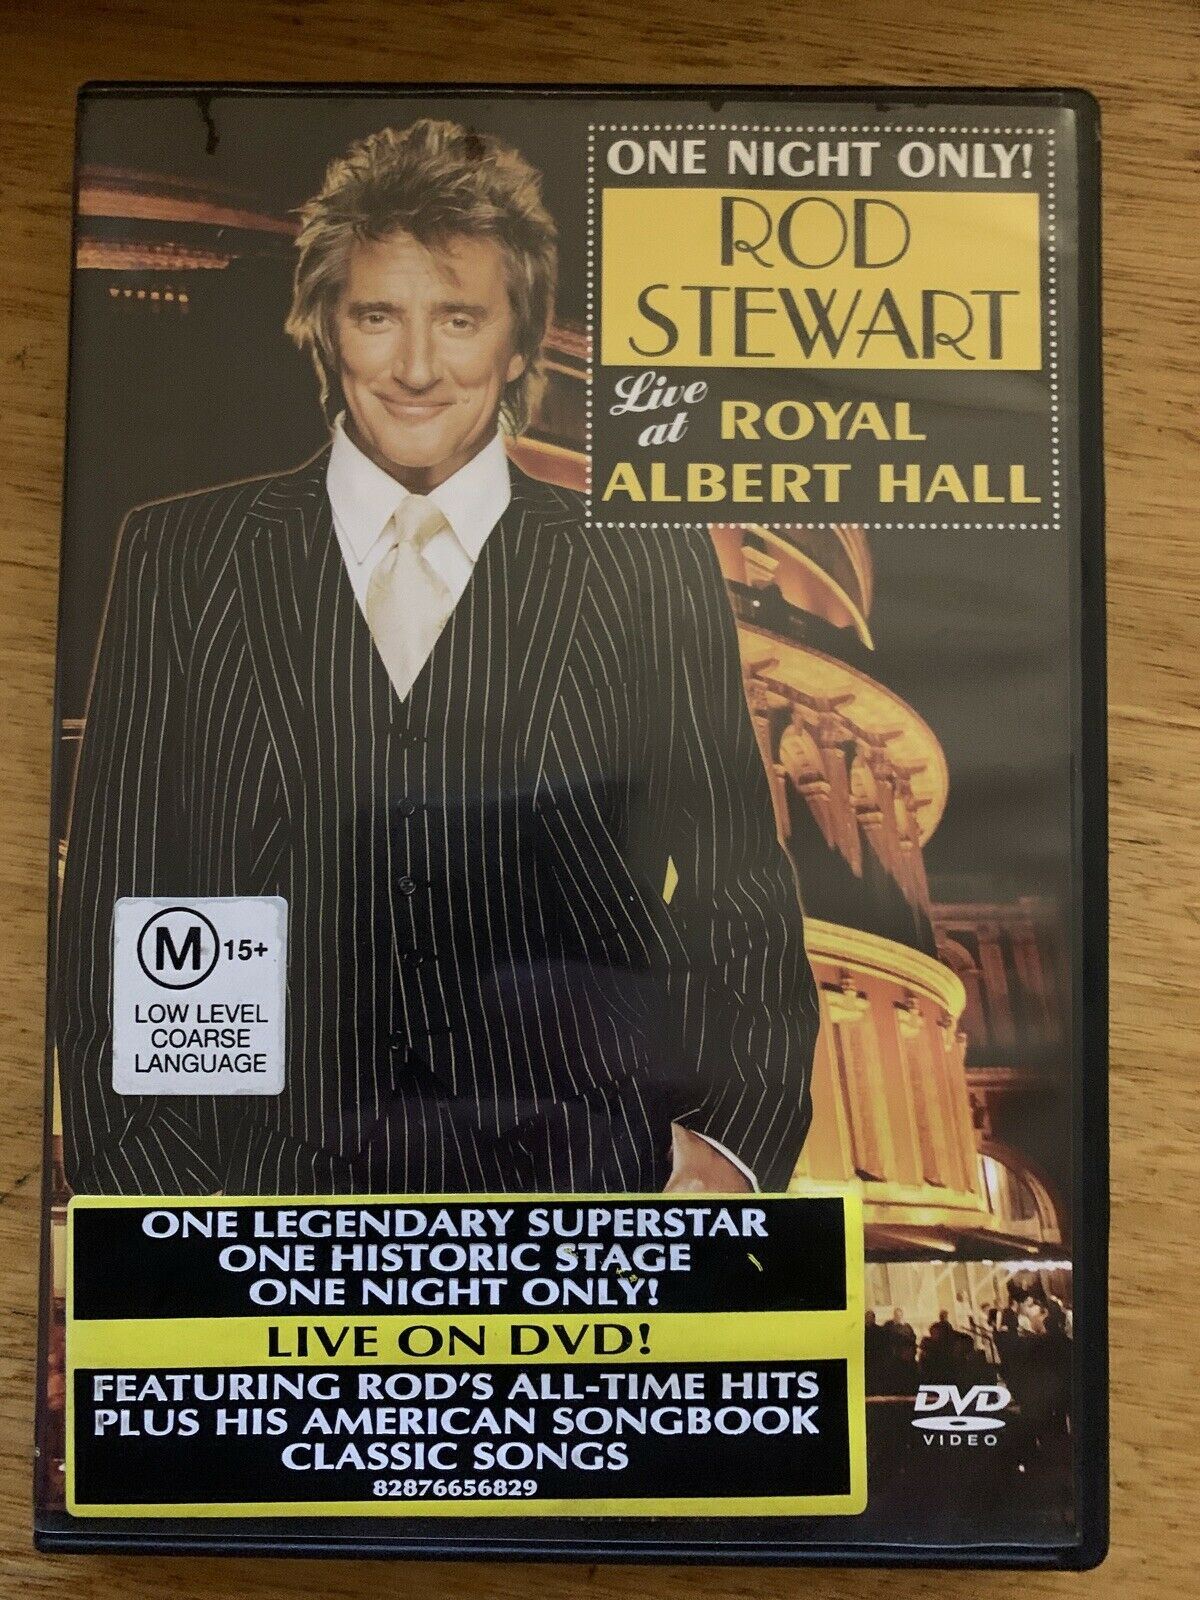 ONE NIGHT ONLY!
ROD
STEWART
Live at ROYAL
ALBERT HALL
M 15+
LOW LEVEL
COARSE
LANGUAGE
ONE LEGENDARY SUPERSTAR
ONE HISTORIC STAGE
ONE NIGHT ONLY!
LIVE ON DVD!
FEATURING ROD'S ALL-TIME HITS
PLUS HIS AMERICAN SONGBOOK
CLASSIC SONGS
82876656829
DVD
VIDEO